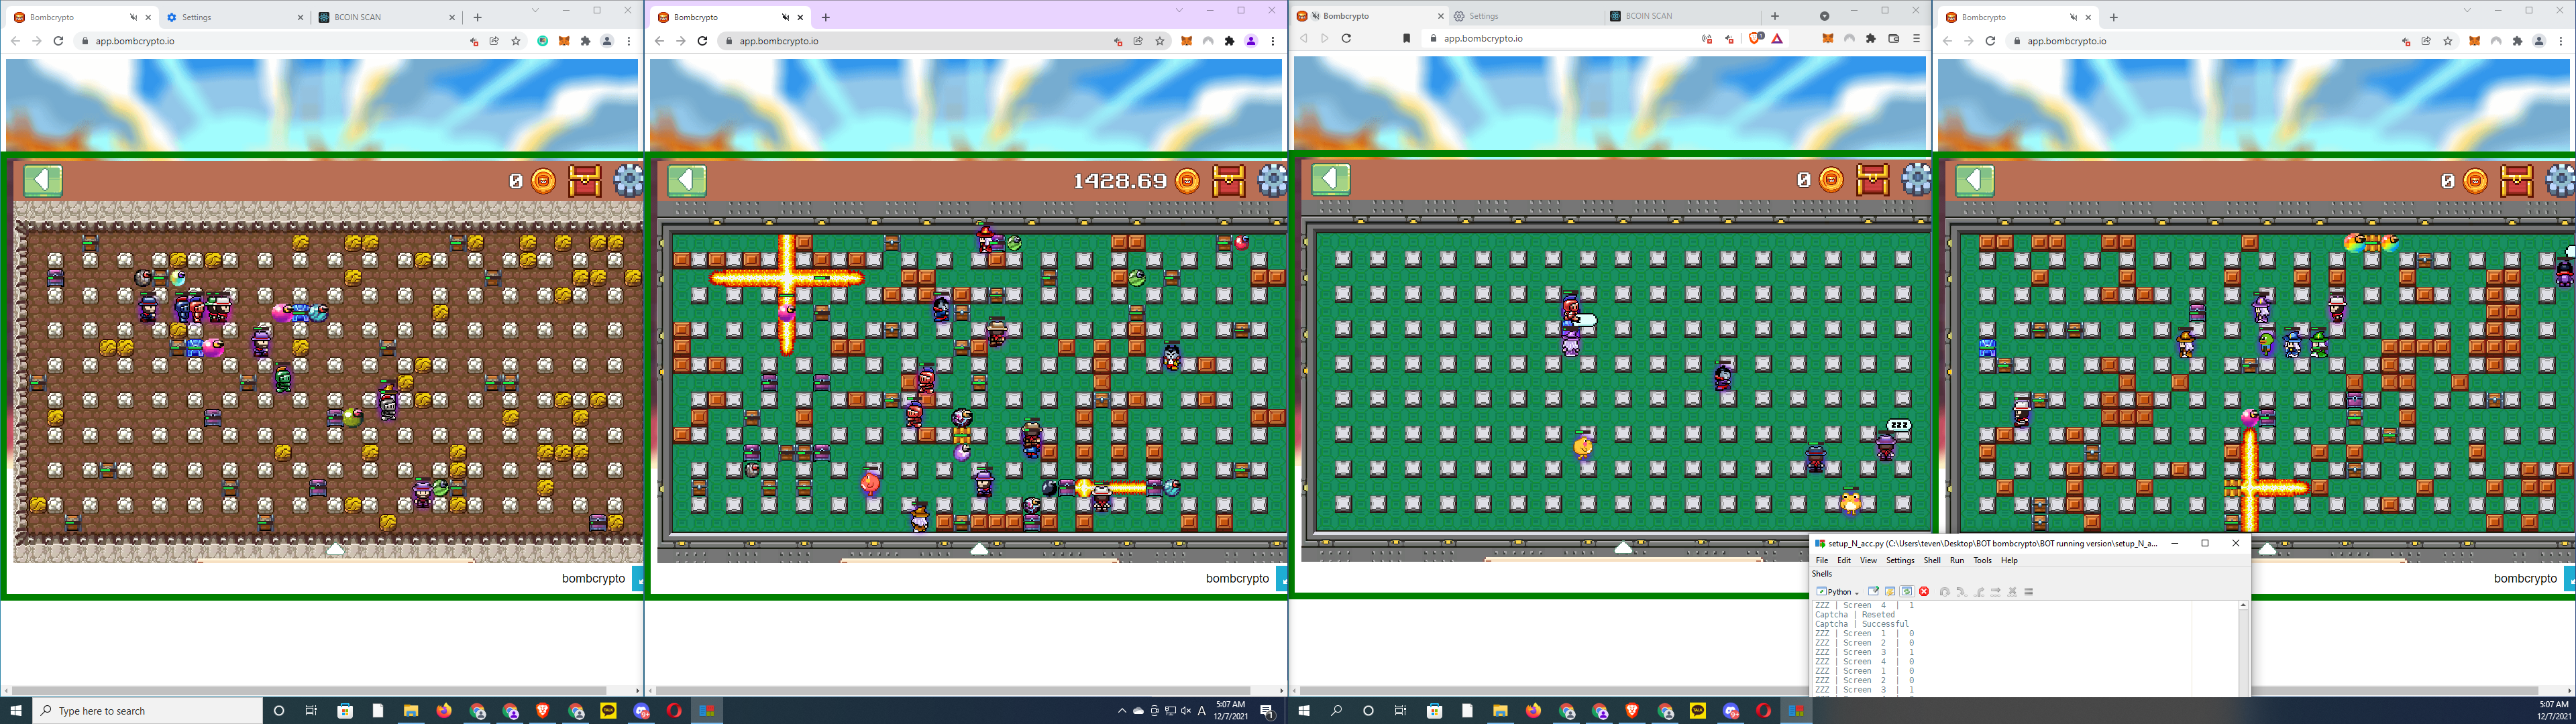 Bombcrypto
Settings
BCOIN SCAN
app.bombcrypto.io
0
bombcrypto
Bombcrypto
app.bombcrypto.io
1428.69
bombcrypto
Bombcrypto
Settings
BCOIN SCAN
app.bombcrypto.io
0
zzz
Bombcrypto
app.bombcrypto.io
0
bombcrypto
setup_N_acc.py (C:\Users\teven\Desktop\BOT bombcrypto\BOT running version\setup_N_a...
File Edit View Settings Shell Run Tools Help
Shells
Python
ZZZ | Screen 4 | 1
Captcha | Reseted
Captcha | Successful
ZZZ | Screen 1 | 0
ZZZ | Screen 2 | 0
ZZZ | Screen 3 | 1
ZZZ | Screen 4 | 0
ZZZ | Screen 1 | 0
ZZZ | Screen 2 | 0
ZZZ | Screen 3 | 1
Type here to search
TALK
A
5:07 AM
12/7/2021
1
TALK
5:07 AM
12/7/2021